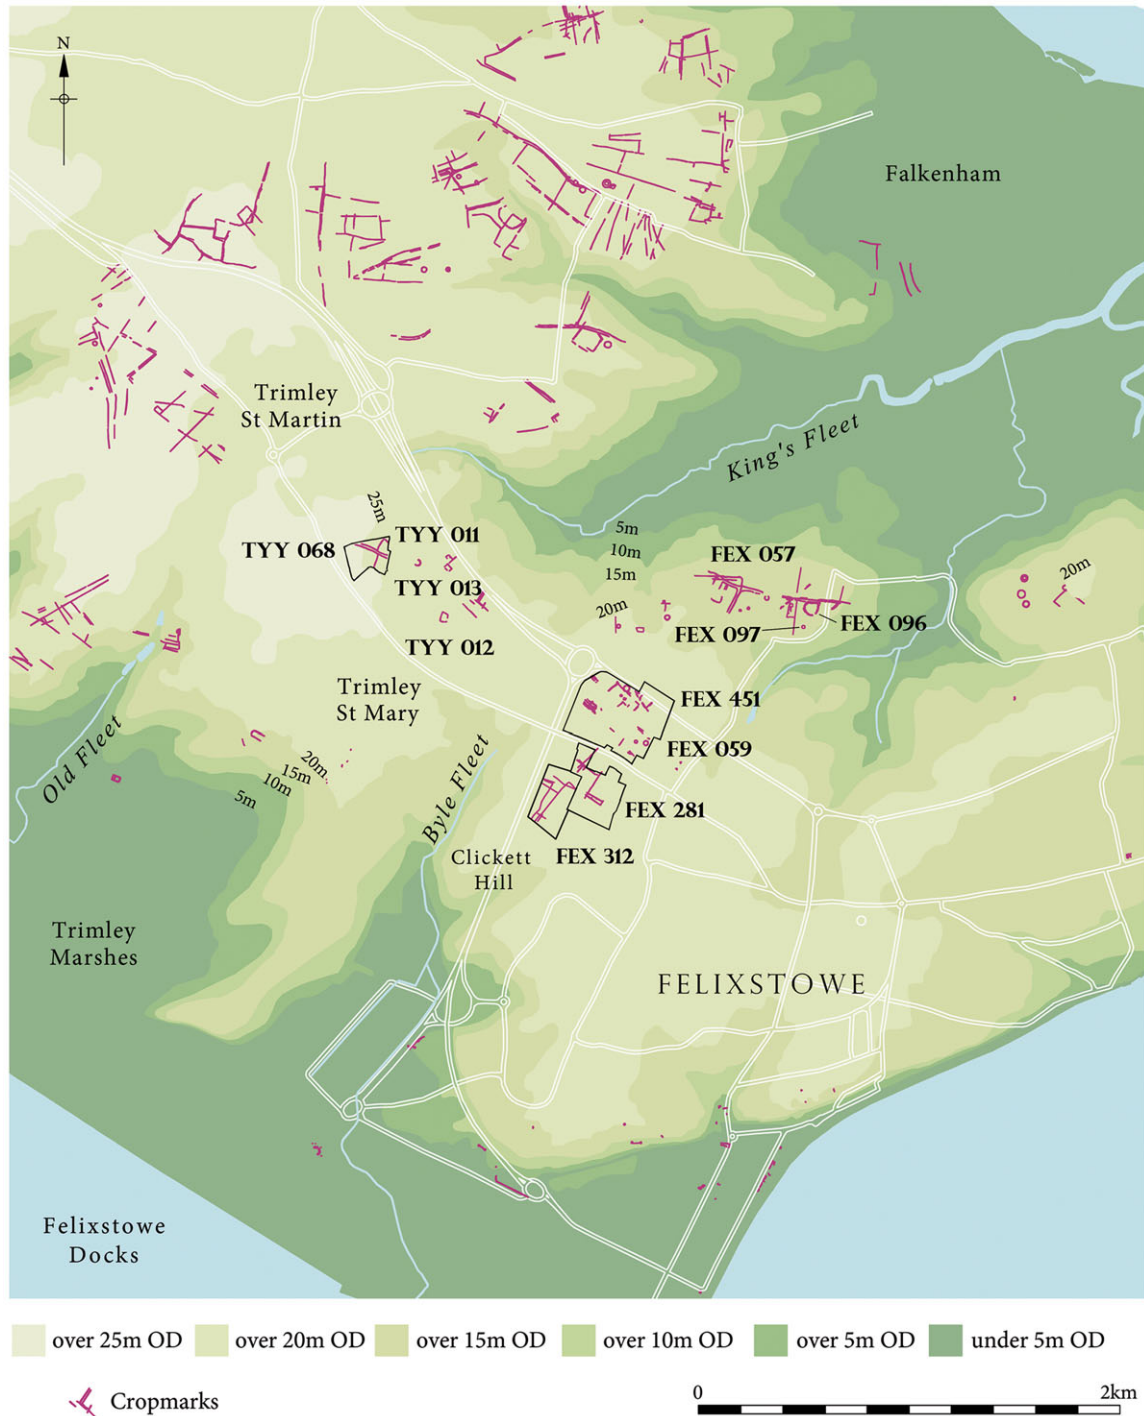 N
Falkenham
Trimley
St Martin
King's Fleet
25m
TYY 068
TYY 011
TYY 013
TYY 012
5m
10m
15m
20m
FEX 057
FEX 097
FEX 096
20m
Trimley
St Mary
FEX 451
FEX 059
Old Fleet
20m
15m
10m
5m
Byle Fleet
FEX 281
FEX 312
Clickett
Hill
Trimley
Marshes
FELIXSTOWE
Felixstowe
Docks
over 25m OD
over 20m OD
over 15m OD
over 10m OD
over 5m OD
under 5m OD
Cropmarks
0
2km